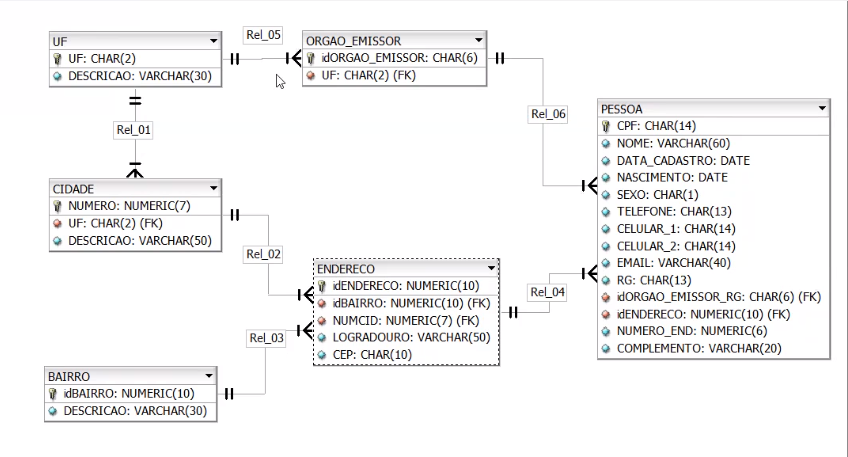 UF
UF: CHAR(2)
DESCRICAO: VARCHAR(30)
Rel_05
ORGAO_EMISSOR
idORGAO_EMISSOR: CHAR(6)
UF: CHAR(2) (FK)
Rel_01
Rel_06
PESSOA
CPF: CHAR(14)
NOME: VARCHAR(60)
DATA_CADASTRO: DATE
NASCIMENTO: DATE
SEXO: CHAR(1)
TELEFONE: CHAR(13)
CELULAR_1: CHAR(14)
CELULAR_2: CHAR(14)
EMAIL: VARCHAR(40)
RG: CHAR(13)
idORGAO_EMISSOR_RG: CHAR(6) (FK)
idENDERECO: NUMERIC(10) (FK)
NUMERO_END: NUMERIC(6)
COMPLEMENTO: VARCHAR(20)
CIDADE
NUMERO: NUMERIC(7)
UF: CHAR(2) (FK)
DESCRICAO: VARCHAR(50)
Rel_02
ENDERECO
idENDERECO: NUMERIC(10)
idBAIRRO: NUMERIC(10) (FK)
NUMCID: NUMERIC(7) (FK)
LOGRADOURO: VARCHAR(50)
CEP: CHAR(10)
Rel_04
Rel_03
BAIRRO
idBAIRRO: NUMERIC(10)
DESCRICAO: VARCHAR(30)